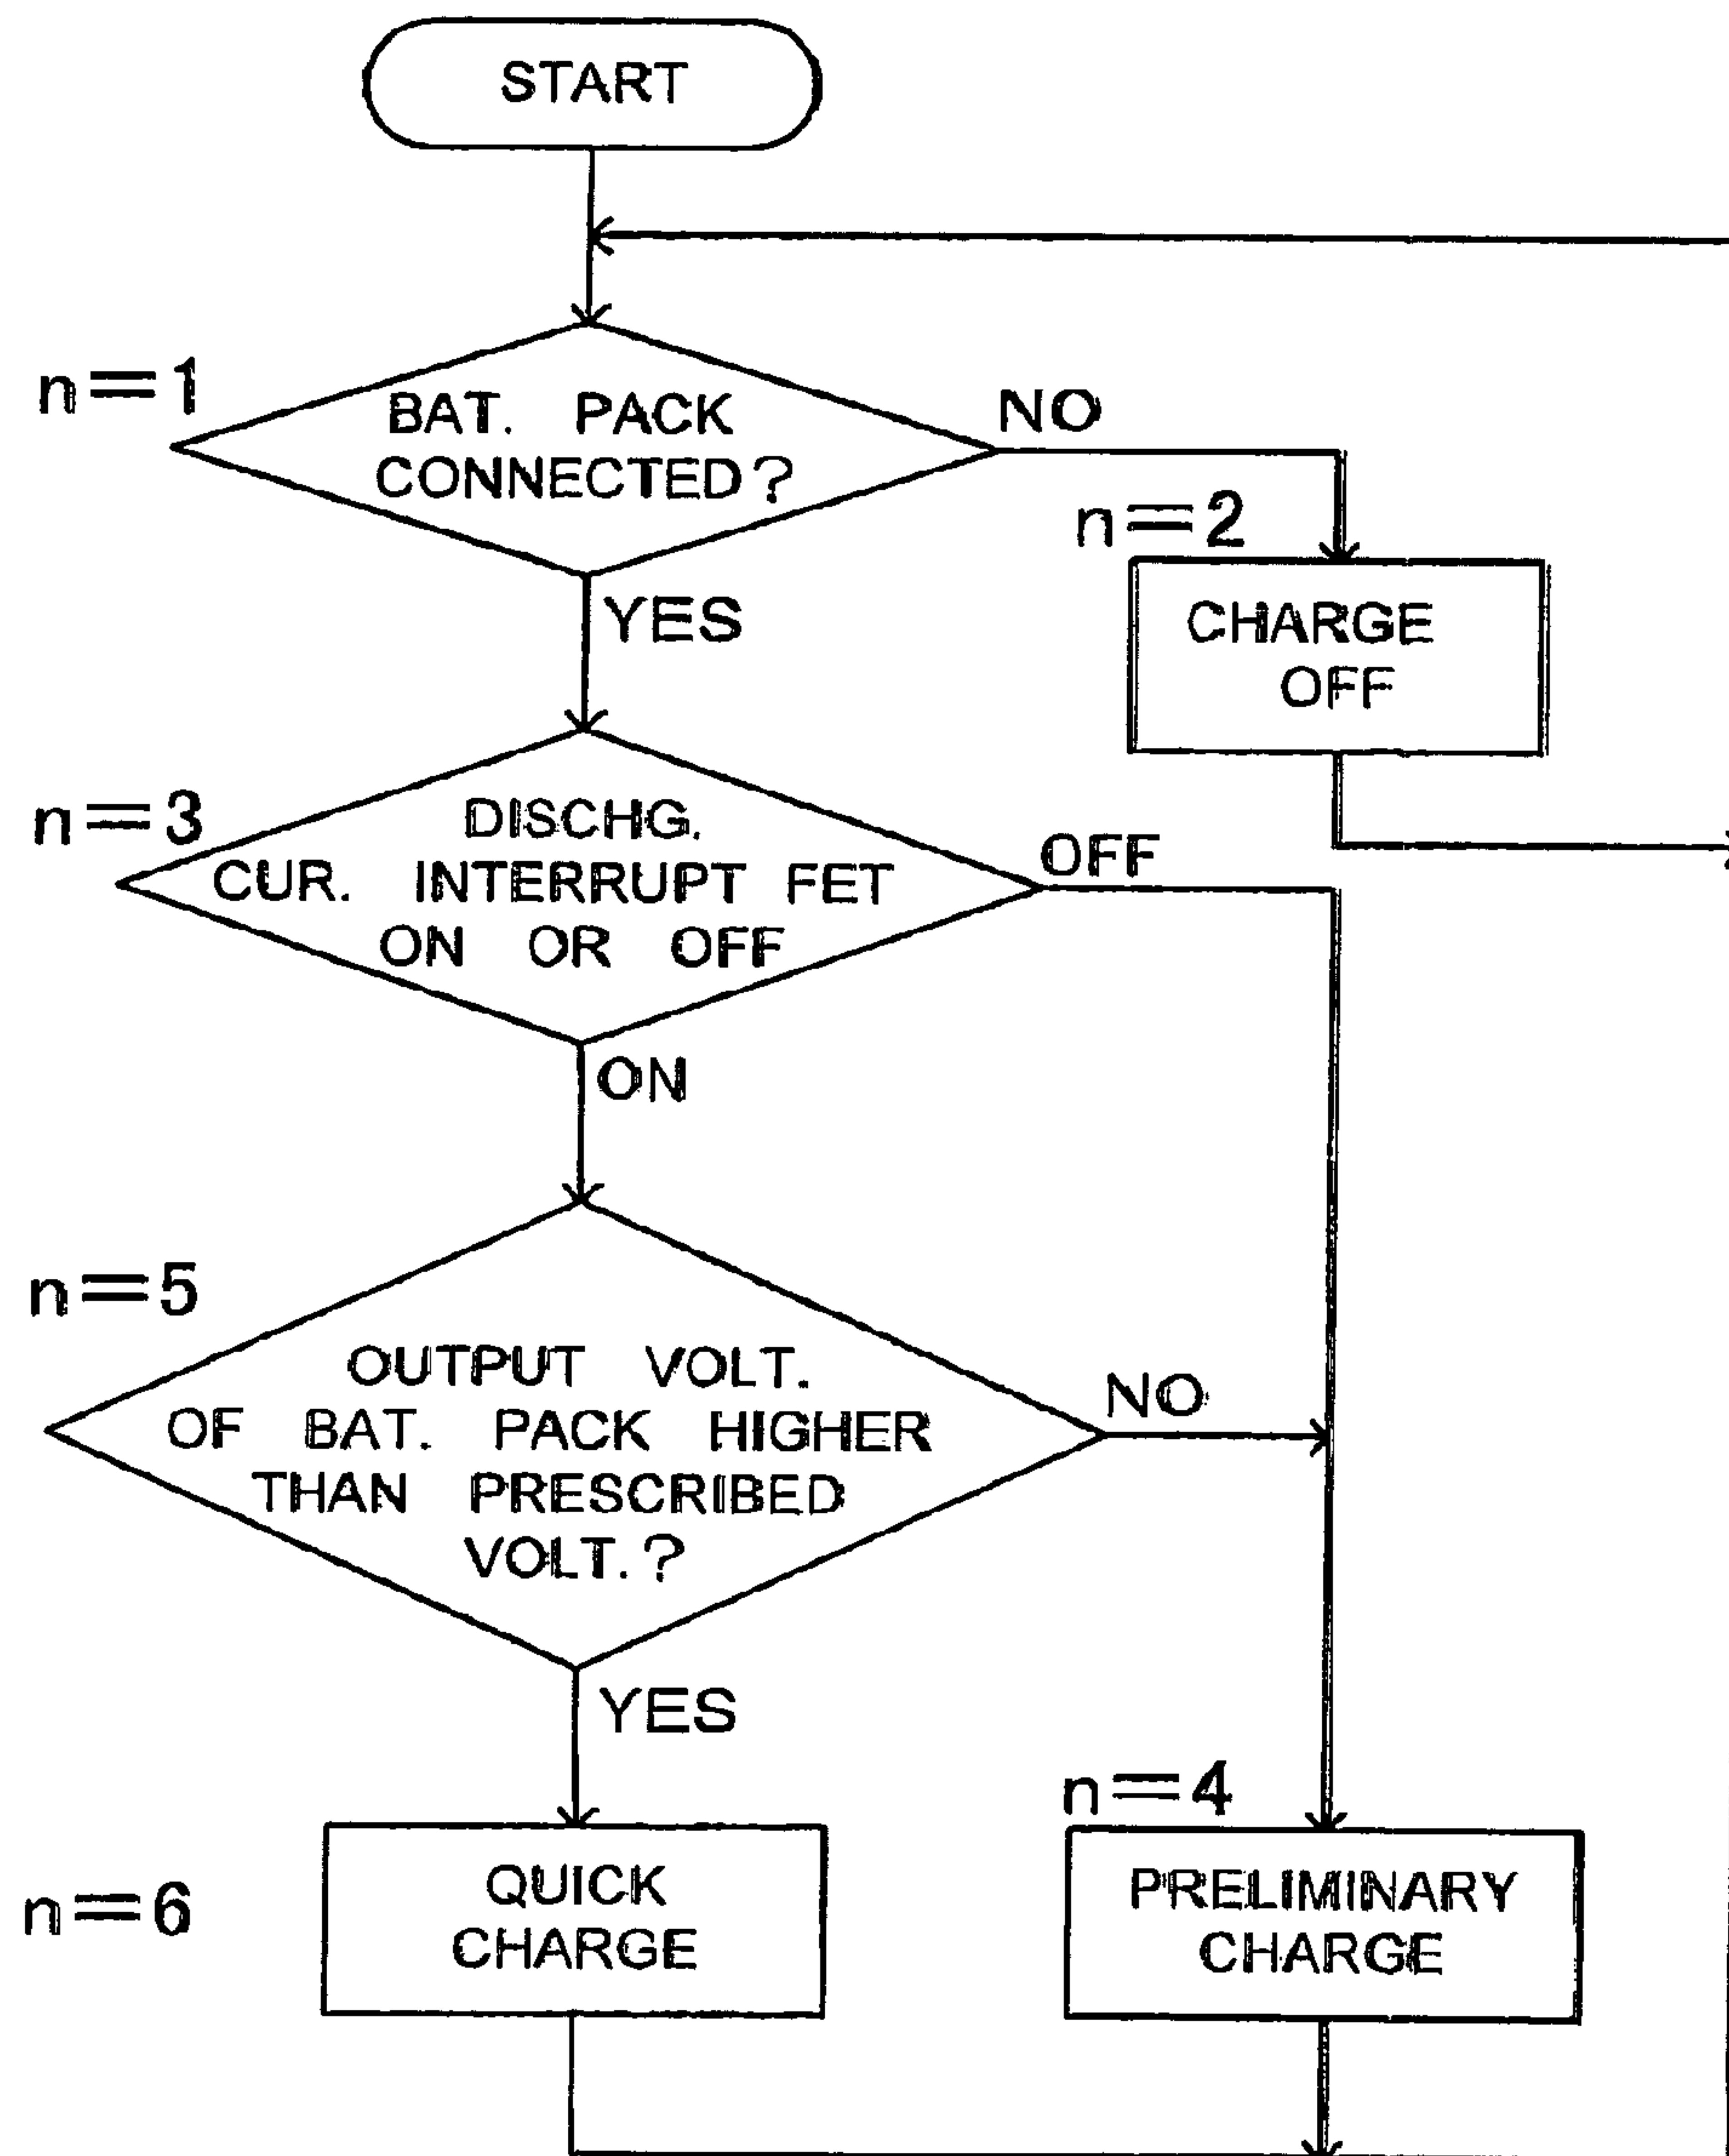 START
n=1
BAT. PACK
CONNECTED?
NO
n=2
CHARGE
OFF
YES
n=3
DISCHG.
CUR. INTERRUPT FET
ON OR OFF
OFF
ON
n=5
OUTPUT VOLT.
OF BAT. PACK HIGHER
THAN PRESCRIBED
VOLT.?
NO
YES
n=6
QUICK
CHARGE
n=4
PRELIMINARY
CHARGE